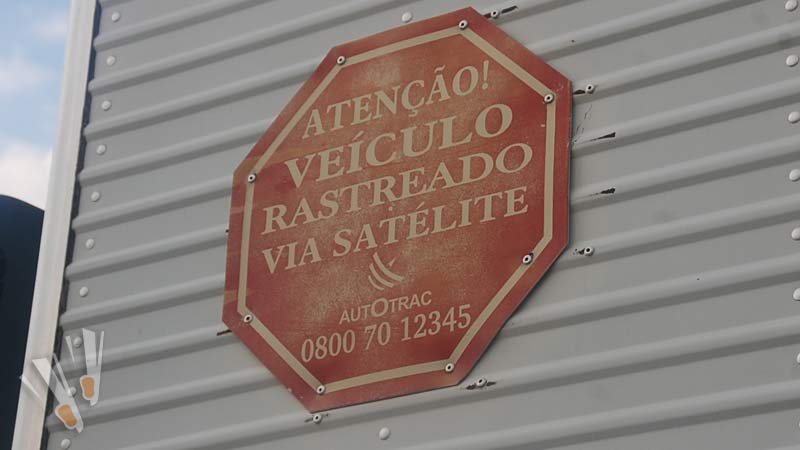 ATENÇÃO!
VEÍCULO
RASTREADO
VIA SATÉLITE
AUTOTRAC
0800 70 12345